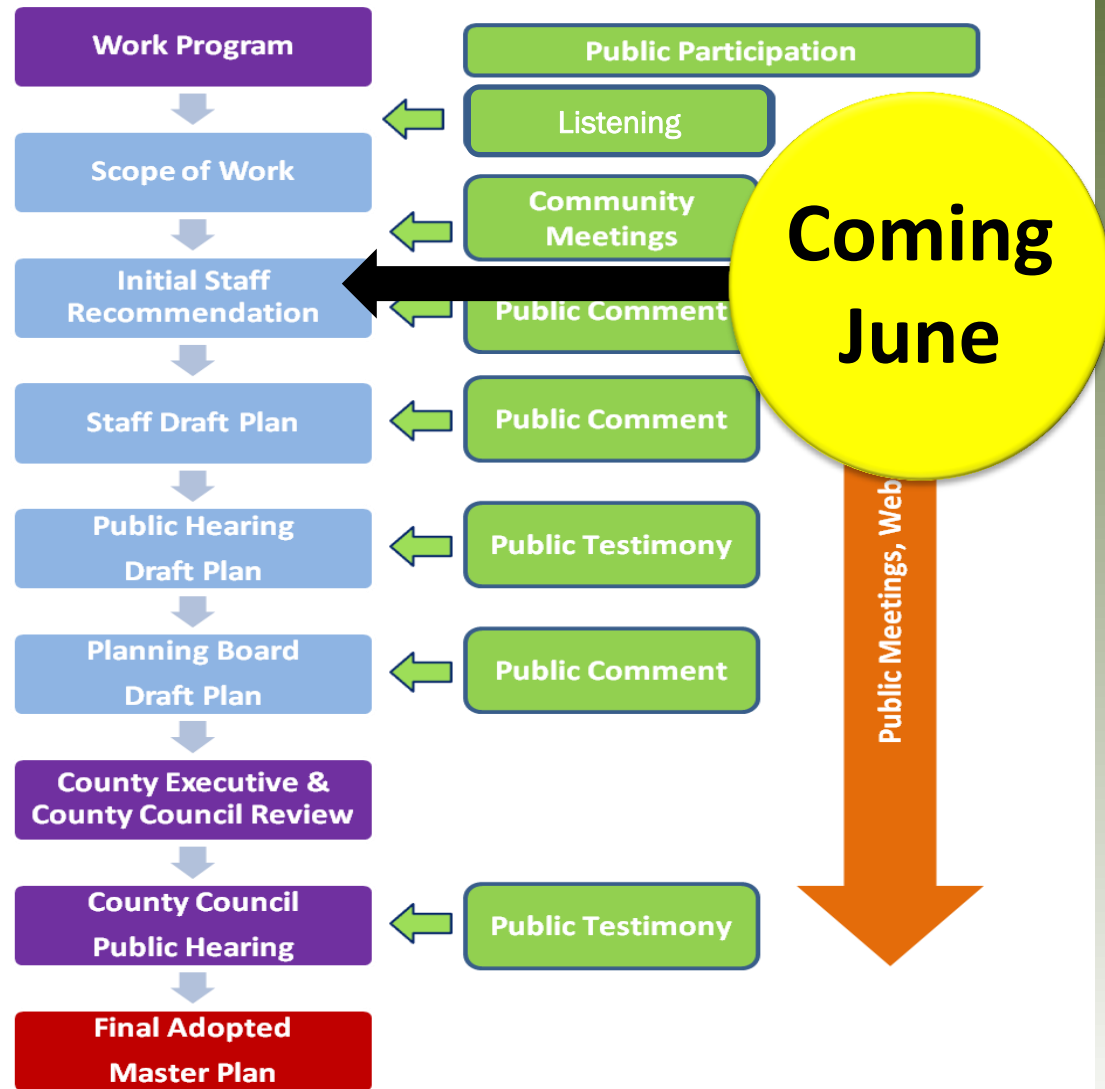 Work Program
Public Participation
Listening
Scope of Work
Community
Meetings
Coming
June
Initial Staff
Recommendation
Public Comment
Staff Draft Plan
Public Comment
Public Hearing
Draft Plan
Public Testimony
Public Meetings, Web
Planning Board
Draft Plan
Public Comment
County Executive &
County Council Review
County Council
Public Hearing
Public Testimony
Final Adopted
Master Plan